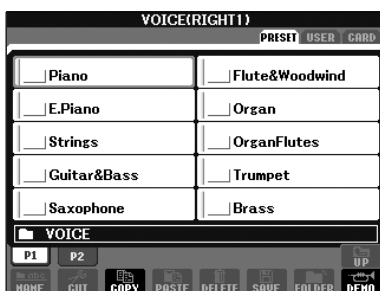 VOICE(RIGHT1)
PRESET USER CARD
Piano
Flute&Woodwind
E.Piano
Organ
Strings
OrganFlutes
Guitar&Bass
Trumpet
Saxophone
Brass
VOICE
P1 P2
UP
NAME CUT COPY PASTE DELETE SAVE FOLDER DEMO